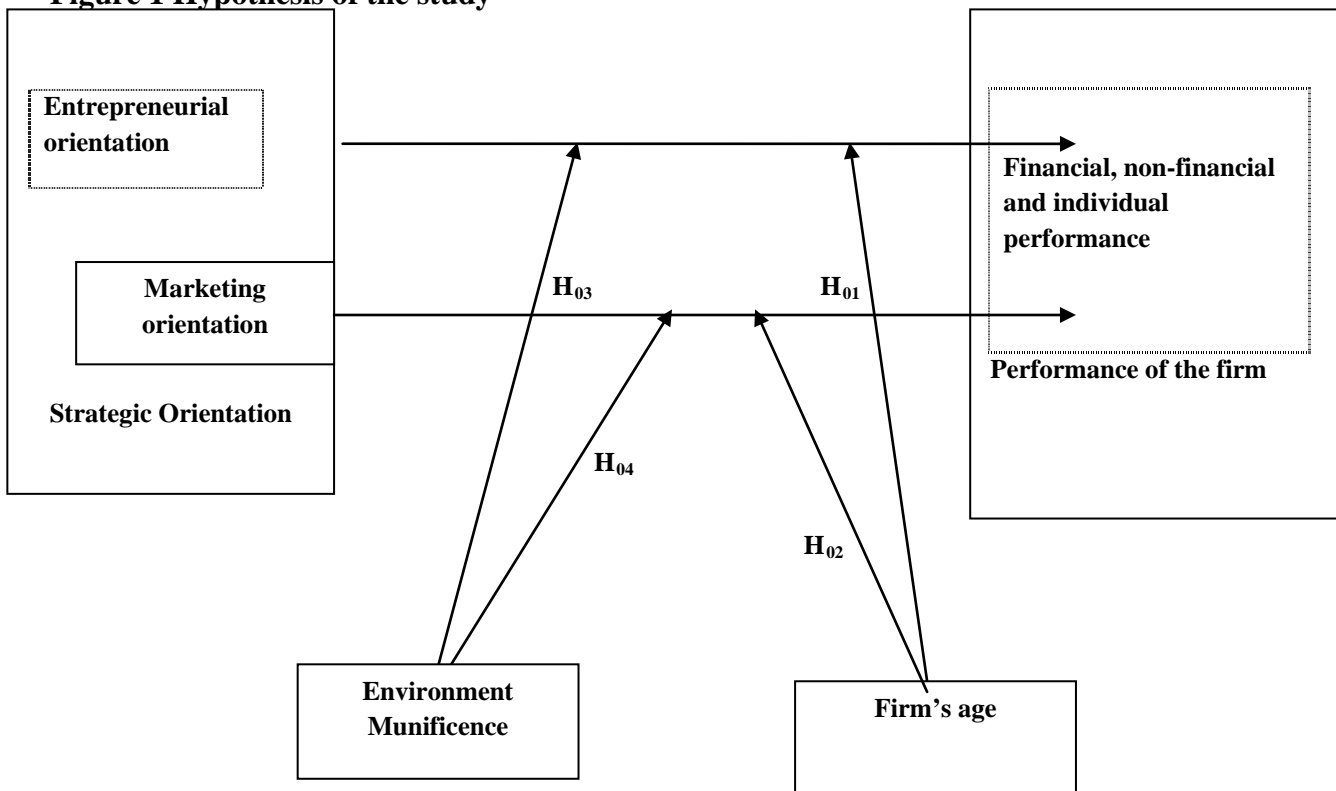 Figure 1 Hypothesis of the study
Entrepreneurial
orientation
Marketing
orientation
Strategic Orientation
Financial, non-financial
and individual
performance
Performance of the firm
H03
H01
H04
H02
Environment
Munificence
Firm’s age